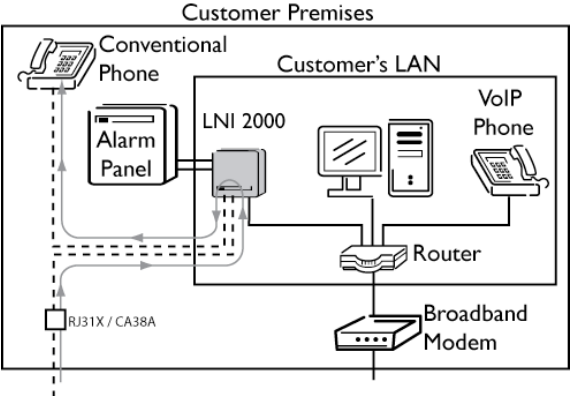 Customer Premises
Conventional
Phone
Customer's LAN
LNI 2000
VoIP
Phone
Alarm
Panel
Router
Broadband
Modem
RJ31X / CA38A